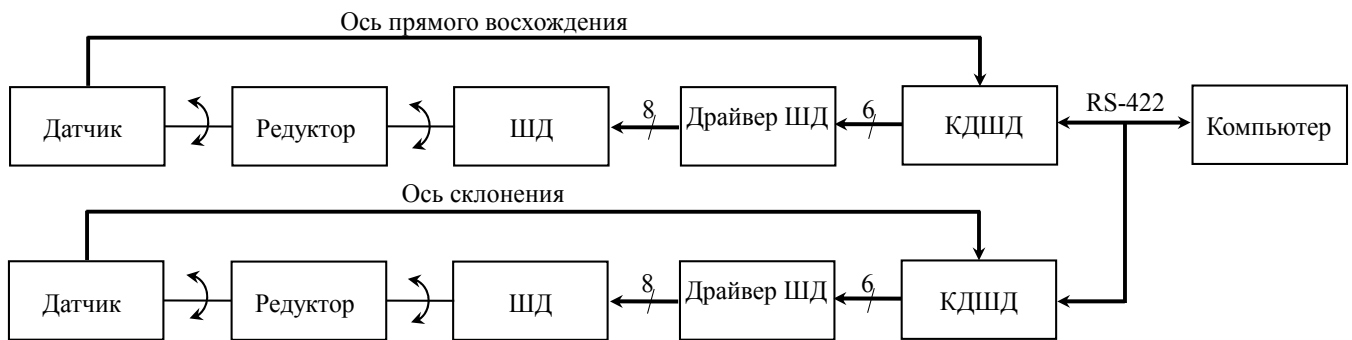 Ось прямого восхождения
Датчик
Редуктор
ШД
8
Драйвер ШД
6
КДШД
RS-422
Компьютер
Ось склонения
Датчик
Редуктор
ШД
8
Драйвер ШД
6
КДШД